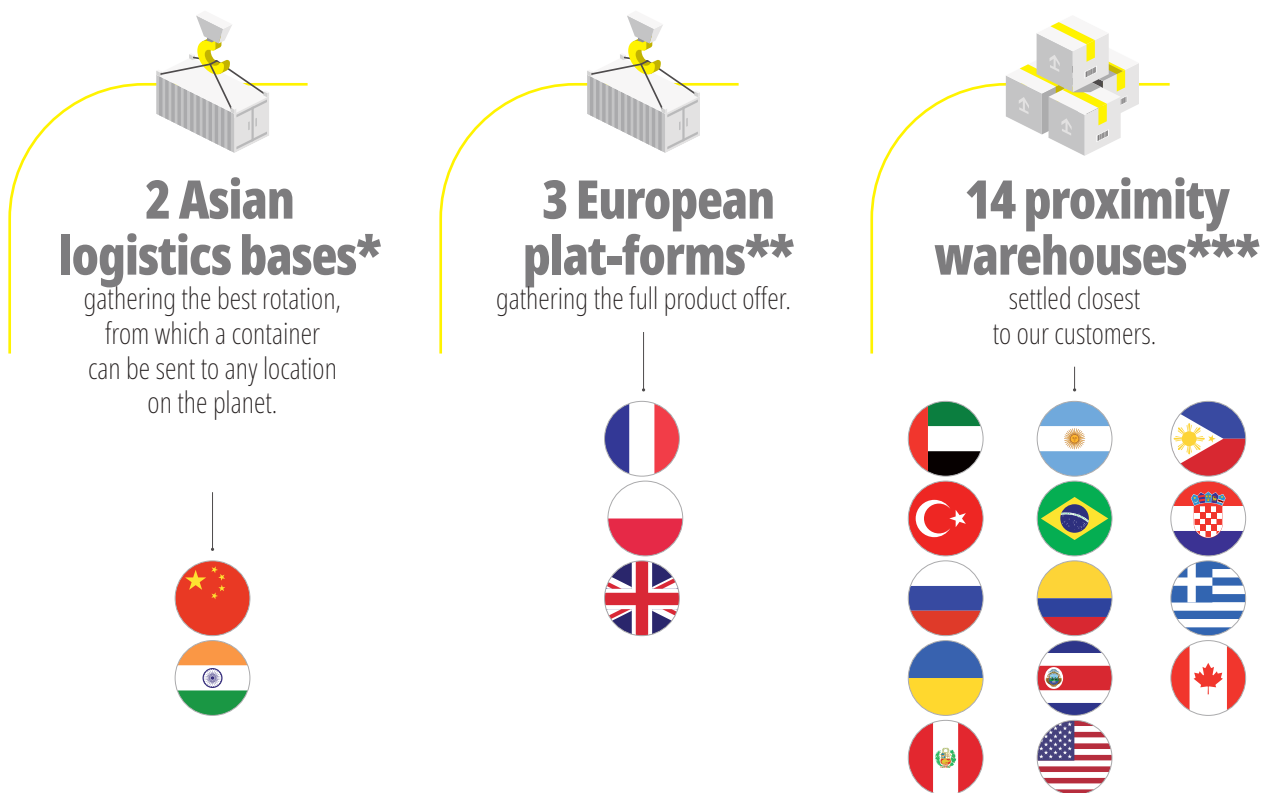 2 Asian
logistics bases*
gathering the best rotation,
from which a container
can be sent to any location
on the planet.
3 European
plat-forms**
gathering the full product offer.
14 proximity
warehouses***
settled closest
to our customers.